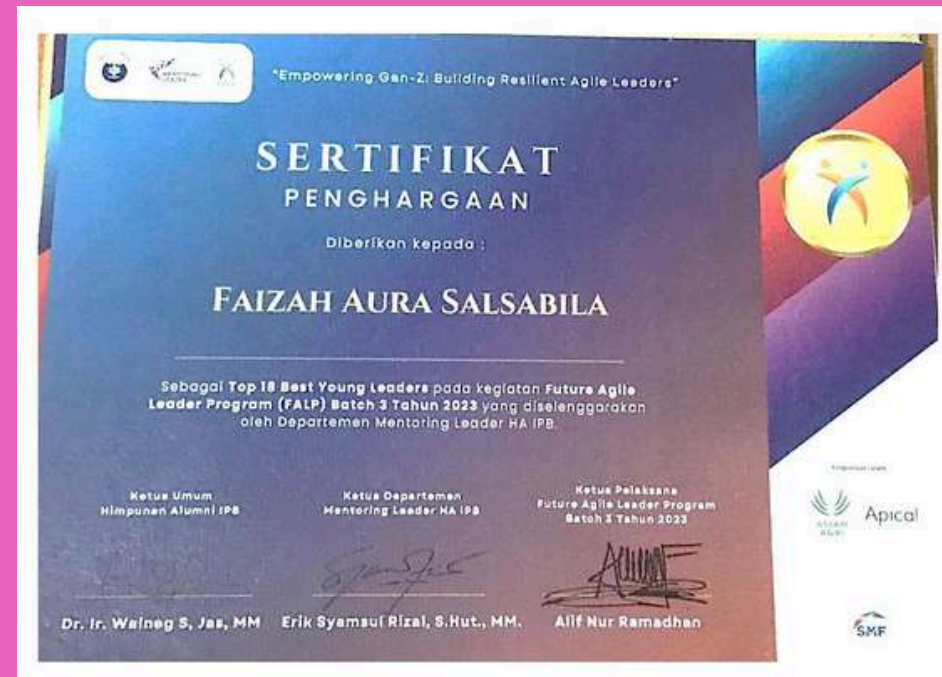 "Empowering Gen-Z: Building Resilient Agile Leaders"
SERTIFIKAT
PENGHARGAAN
Diberikan kepada :
FAIZAH AURA SALSABILA
Sebagai Top 18 Best Young Leaders pada kegiatan Future Agile
Leader Program (FALP) Batch 3 Tahun 2023 yang diselenggarakan
oleh Departemen Mentoring Leader HA IPB.
Ketua Umum
Himpunan Alumni IPB
Ketua Departemen
Mentoring Leader HA IPB
Ketua Pelaksana
Future Agile Leader Program
Batch 3 Tahun 2023
Dr. Ir. Walneg S, Jas, MM
Erik Syamsul Rizal, S.Hut., MM.
Alif Nur Ramadhan
ASIAN
AGRI
Apical
SMF